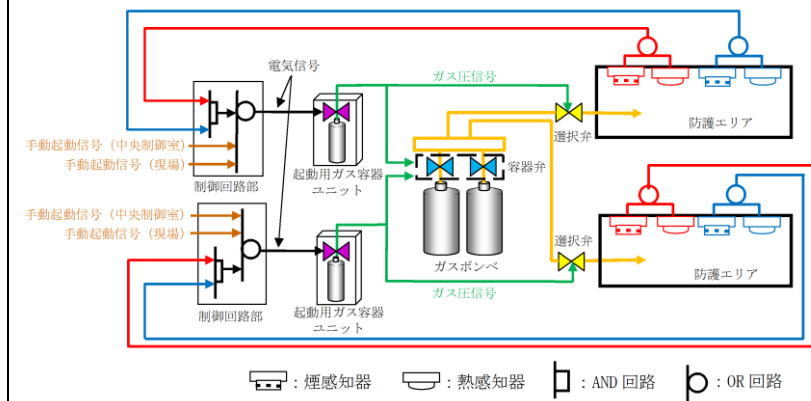 電気信号
ガス圧信号
手動起動信号（中央制御室）
手動起動信号（現場）
制御回路部
起動用ガス容器
ユニット
容器弁
選択弁
防護エリア
手動起動信号（中央制御室）
手動起動信号（現場）
制御回路部
起動用ガス容器
ユニット
ガスボンベ
ガス圧信号
選択弁
防護エリア
：煙感知器 ：熱感知器 ：AND 回路 ：OR 回路